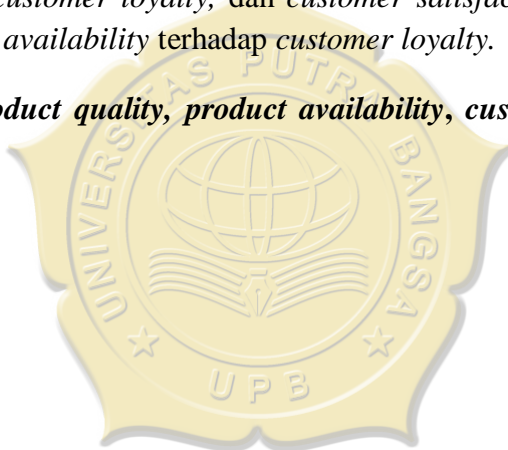 customer loyalty, dan customer satisfac
availability terhadap customer loyalty.
oduct quality, product availability, cus
UNIVERSITAS PUTRA BANGSA
UPB